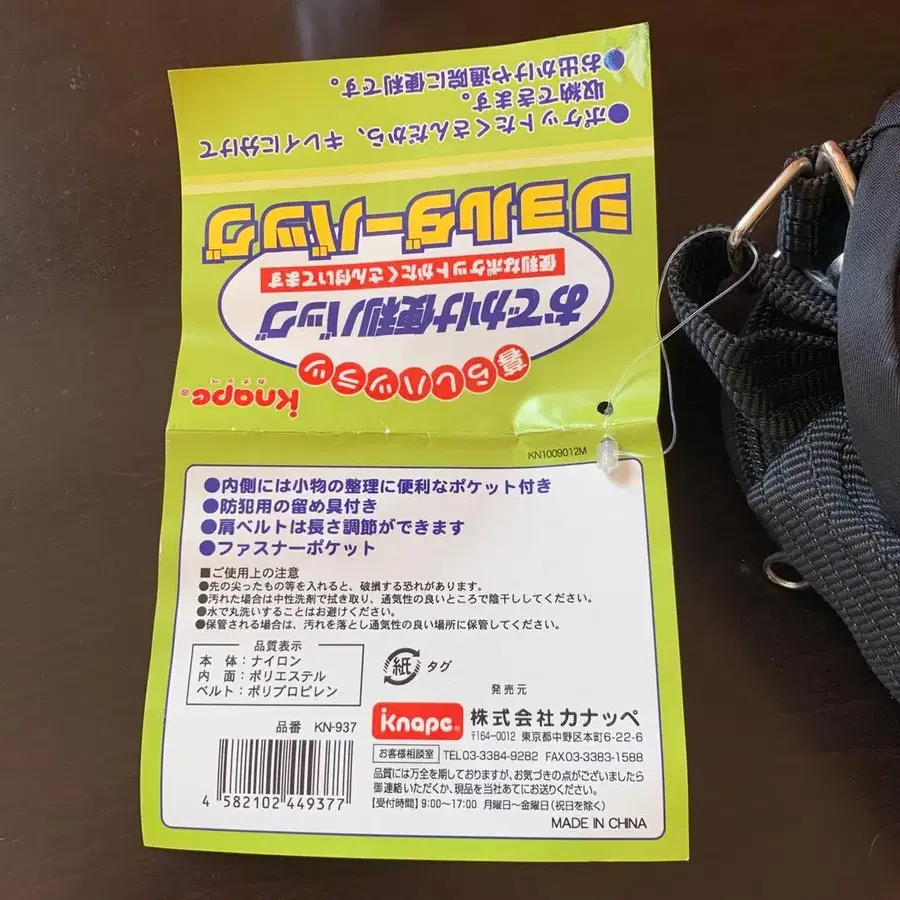 knape®
カナッペ
暮らしハツラツ
おでかけ便利バッグ
便利なポケットがたくさん付いてます
ショルダーバッグ
●ポケットたくさんだから、キレイに分けて
収納できます。
●お出かけや通院に便利です。
KN1009012M
●内側には小物の整理に便利なポケット付き
●防犯用の留め具付き
●肩ベルトは長さ調節ができます
●ファスナーポケット
■ご使用上の注意
●先の尖ったもの等を入れると、破損する恐れがあります。
●汚れた場合は中性洗剤で拭き取り、通気性の良いところで陰干ししてください。
●水で丸洗いすることはお避けください。
●保管される場合は、汚れを落とし通気性の良い場所に保管してください。
品質表示
本体:ナイロン
内面:ポリエステル
ベルト:ポリプロピレン
紙 タグ
品番 KN-937
4 582102 449377
発売元
knape® 株式会社カナッペ
〒164-0012 東京都中野区本町6-22-6
お客様相談室 TEL03-3384-9282 FAX03-3383-1588
品質には万全を期しておりますが、お気づきの点がございましたら
御連絡いただくか、現品を当社あてにお送りください。
【受付時間】9:00~17:00 月曜日~金曜日(祝日を除く)
MADE IN CHINA